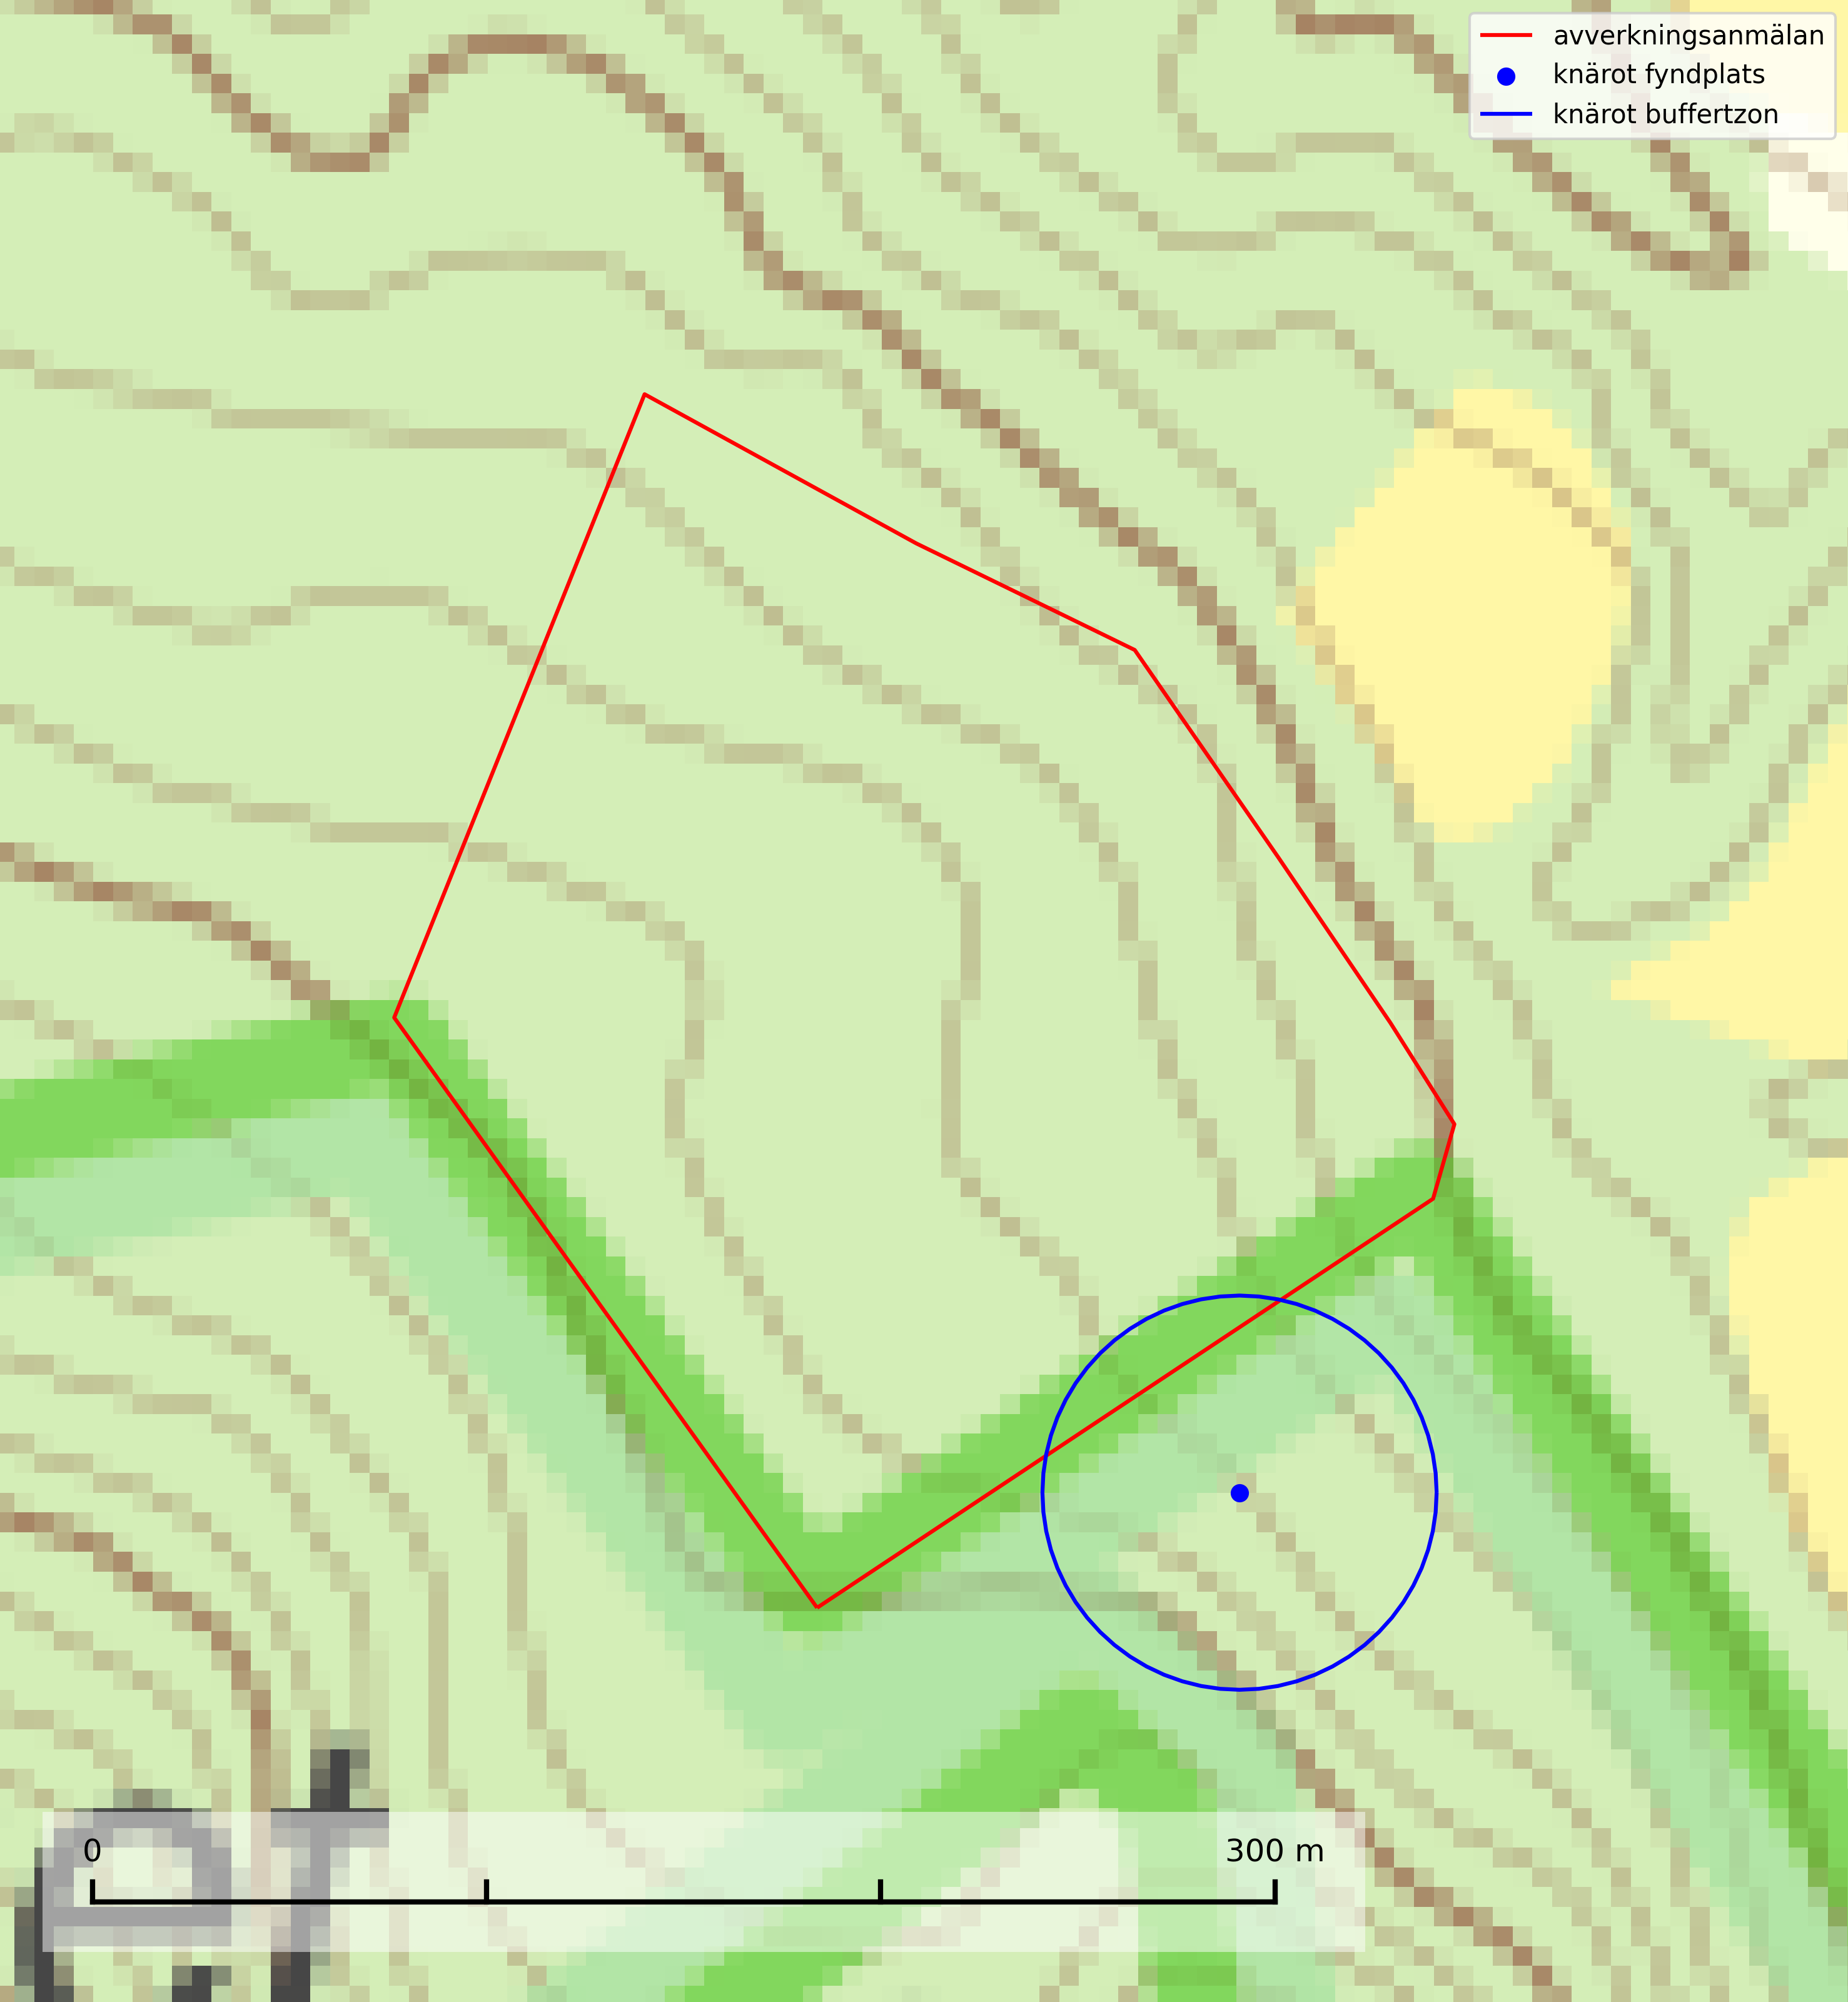 avverkningsanmälan
knärot fyndplats
knärot buffertzon
0 300 m